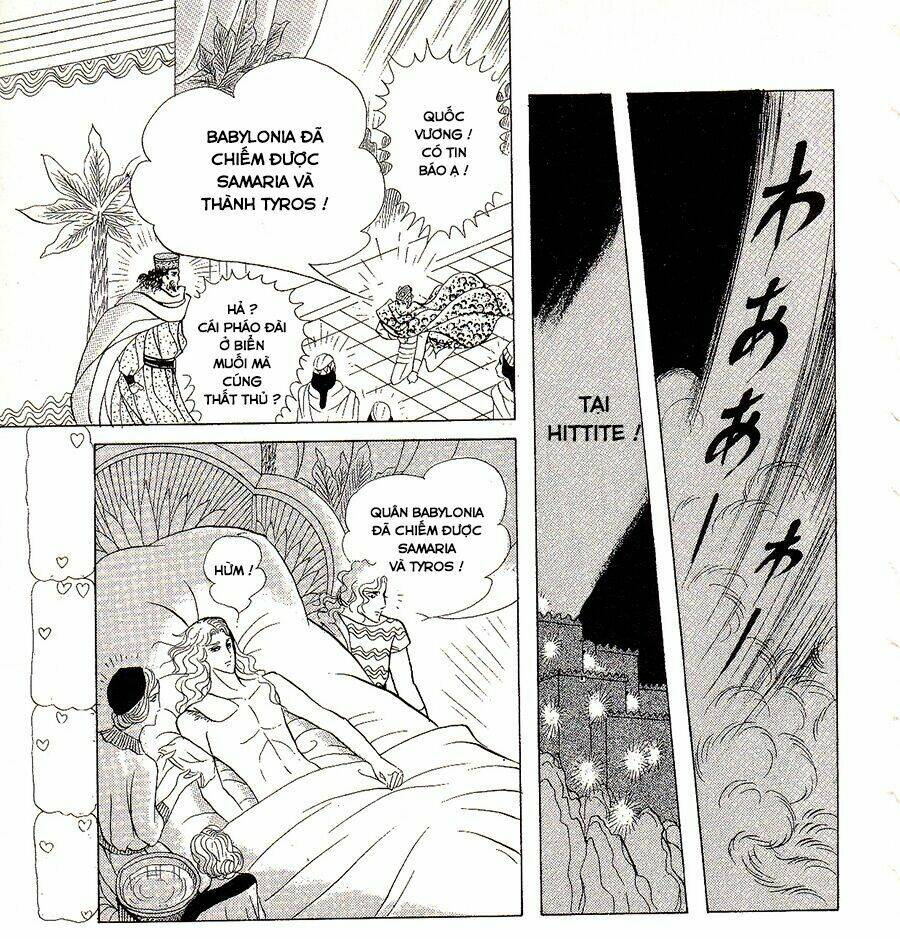 わあああーわー
TẠI
HITTITE !
QUỐC
VƯƠNG !
CÓ TIN
BÁO Ạ !
BABYLONIA ĐÃ
CHIẾM ĐƯỢC
SAMARIA VÀ
THÀNH TYROS !
HẢ ?
CÁI PHÁO ĐÀI
Ở BIỂN
MUỐI MÀ
CŨNG
THẤT THỦ ?
QUÂN BABYLONIA
ĐÃ CHIẾM ĐƯỢC
SAMARIA
VÀ TYROS !
HỪM !